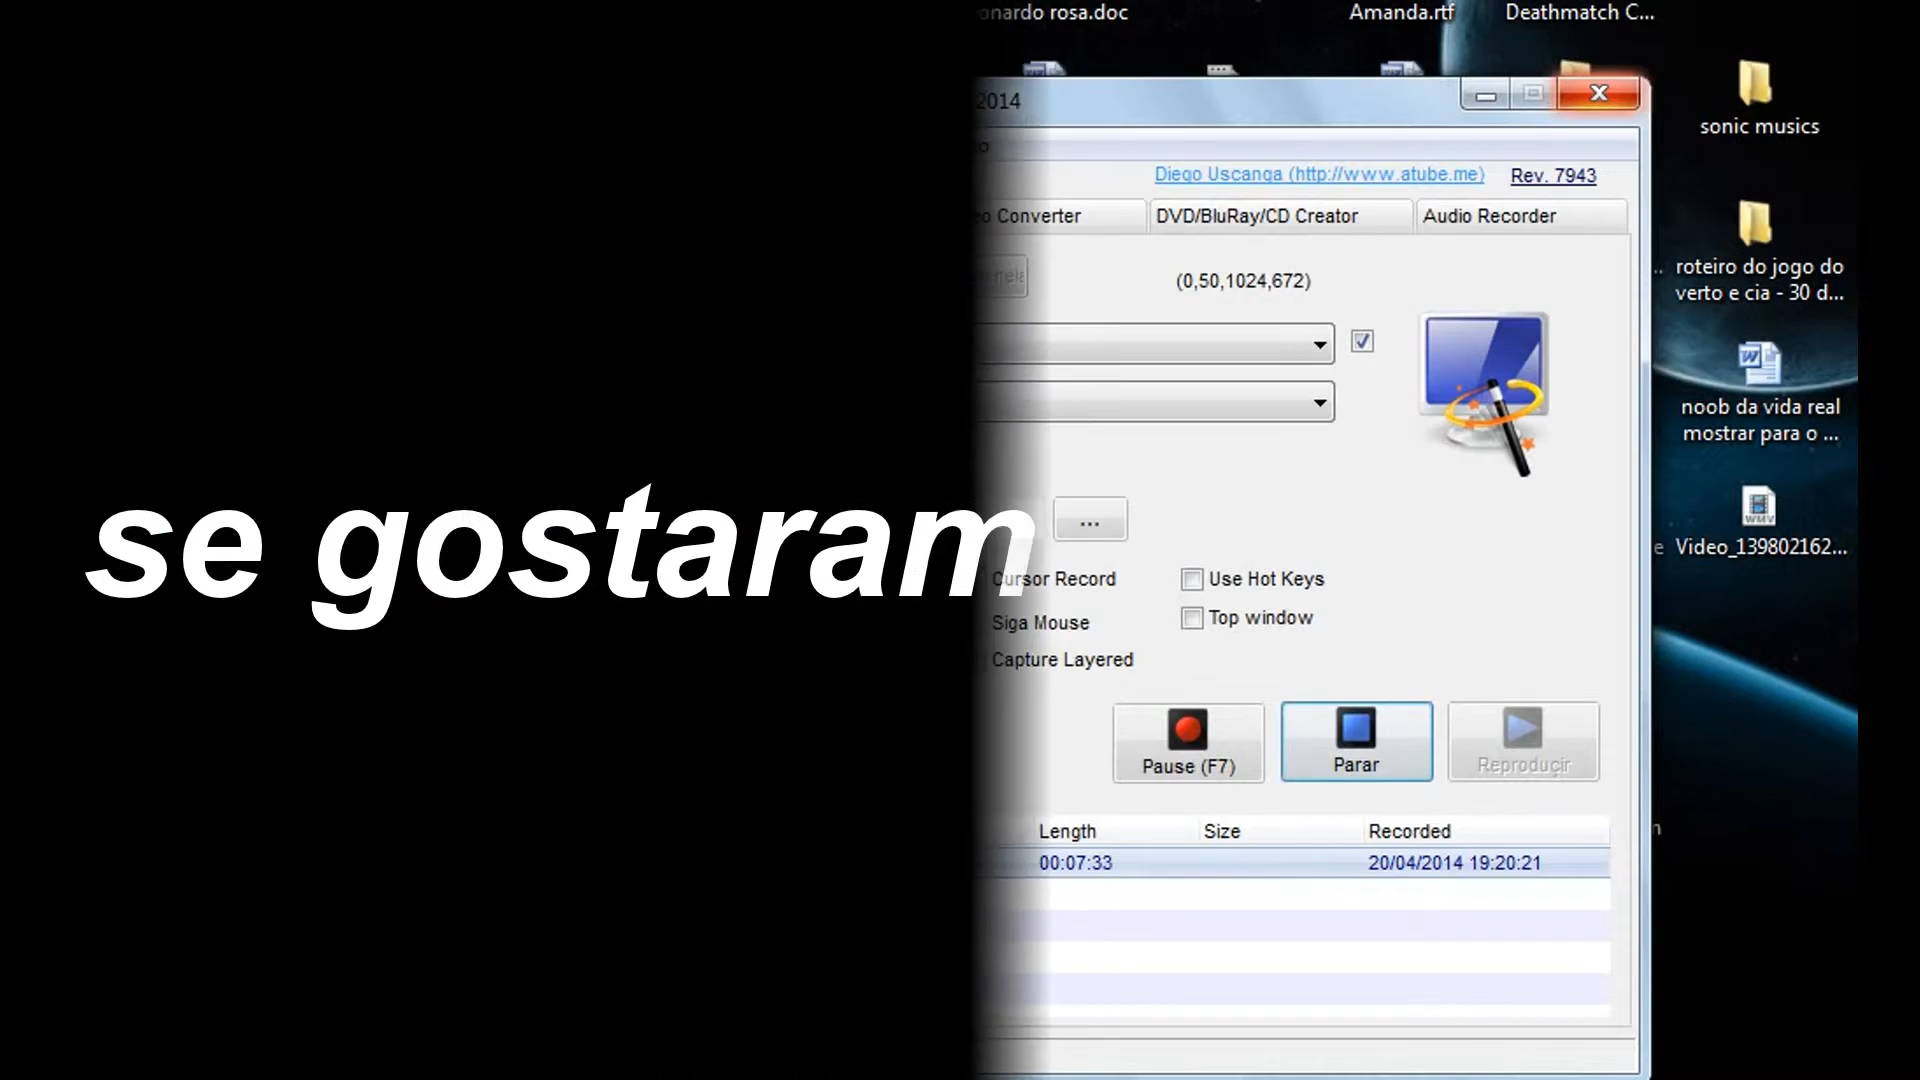 onardo rosa.doc
Amanda.rtf
Deathmatch C...
2014
sonic musics
Diego Uscanga (http://www.atube.me)
Rev. 7943
Converter
DVD/BluRay/CD Creator
Audio Recorder
(0,50,1024,672)
roteiro do jogo do
verto e cia - 30 d...
noob da vida real
mostrar para o ...
se gostaram
...
WMV
Video_139802162...
Cursor Record
Use Hot Keys
Siga Mouse
Top window
Capture Layered
Pause (F7)
Parar
Reproduçir
Length
Size
Recorded
00:07:33
20/04/2014 19:20:21